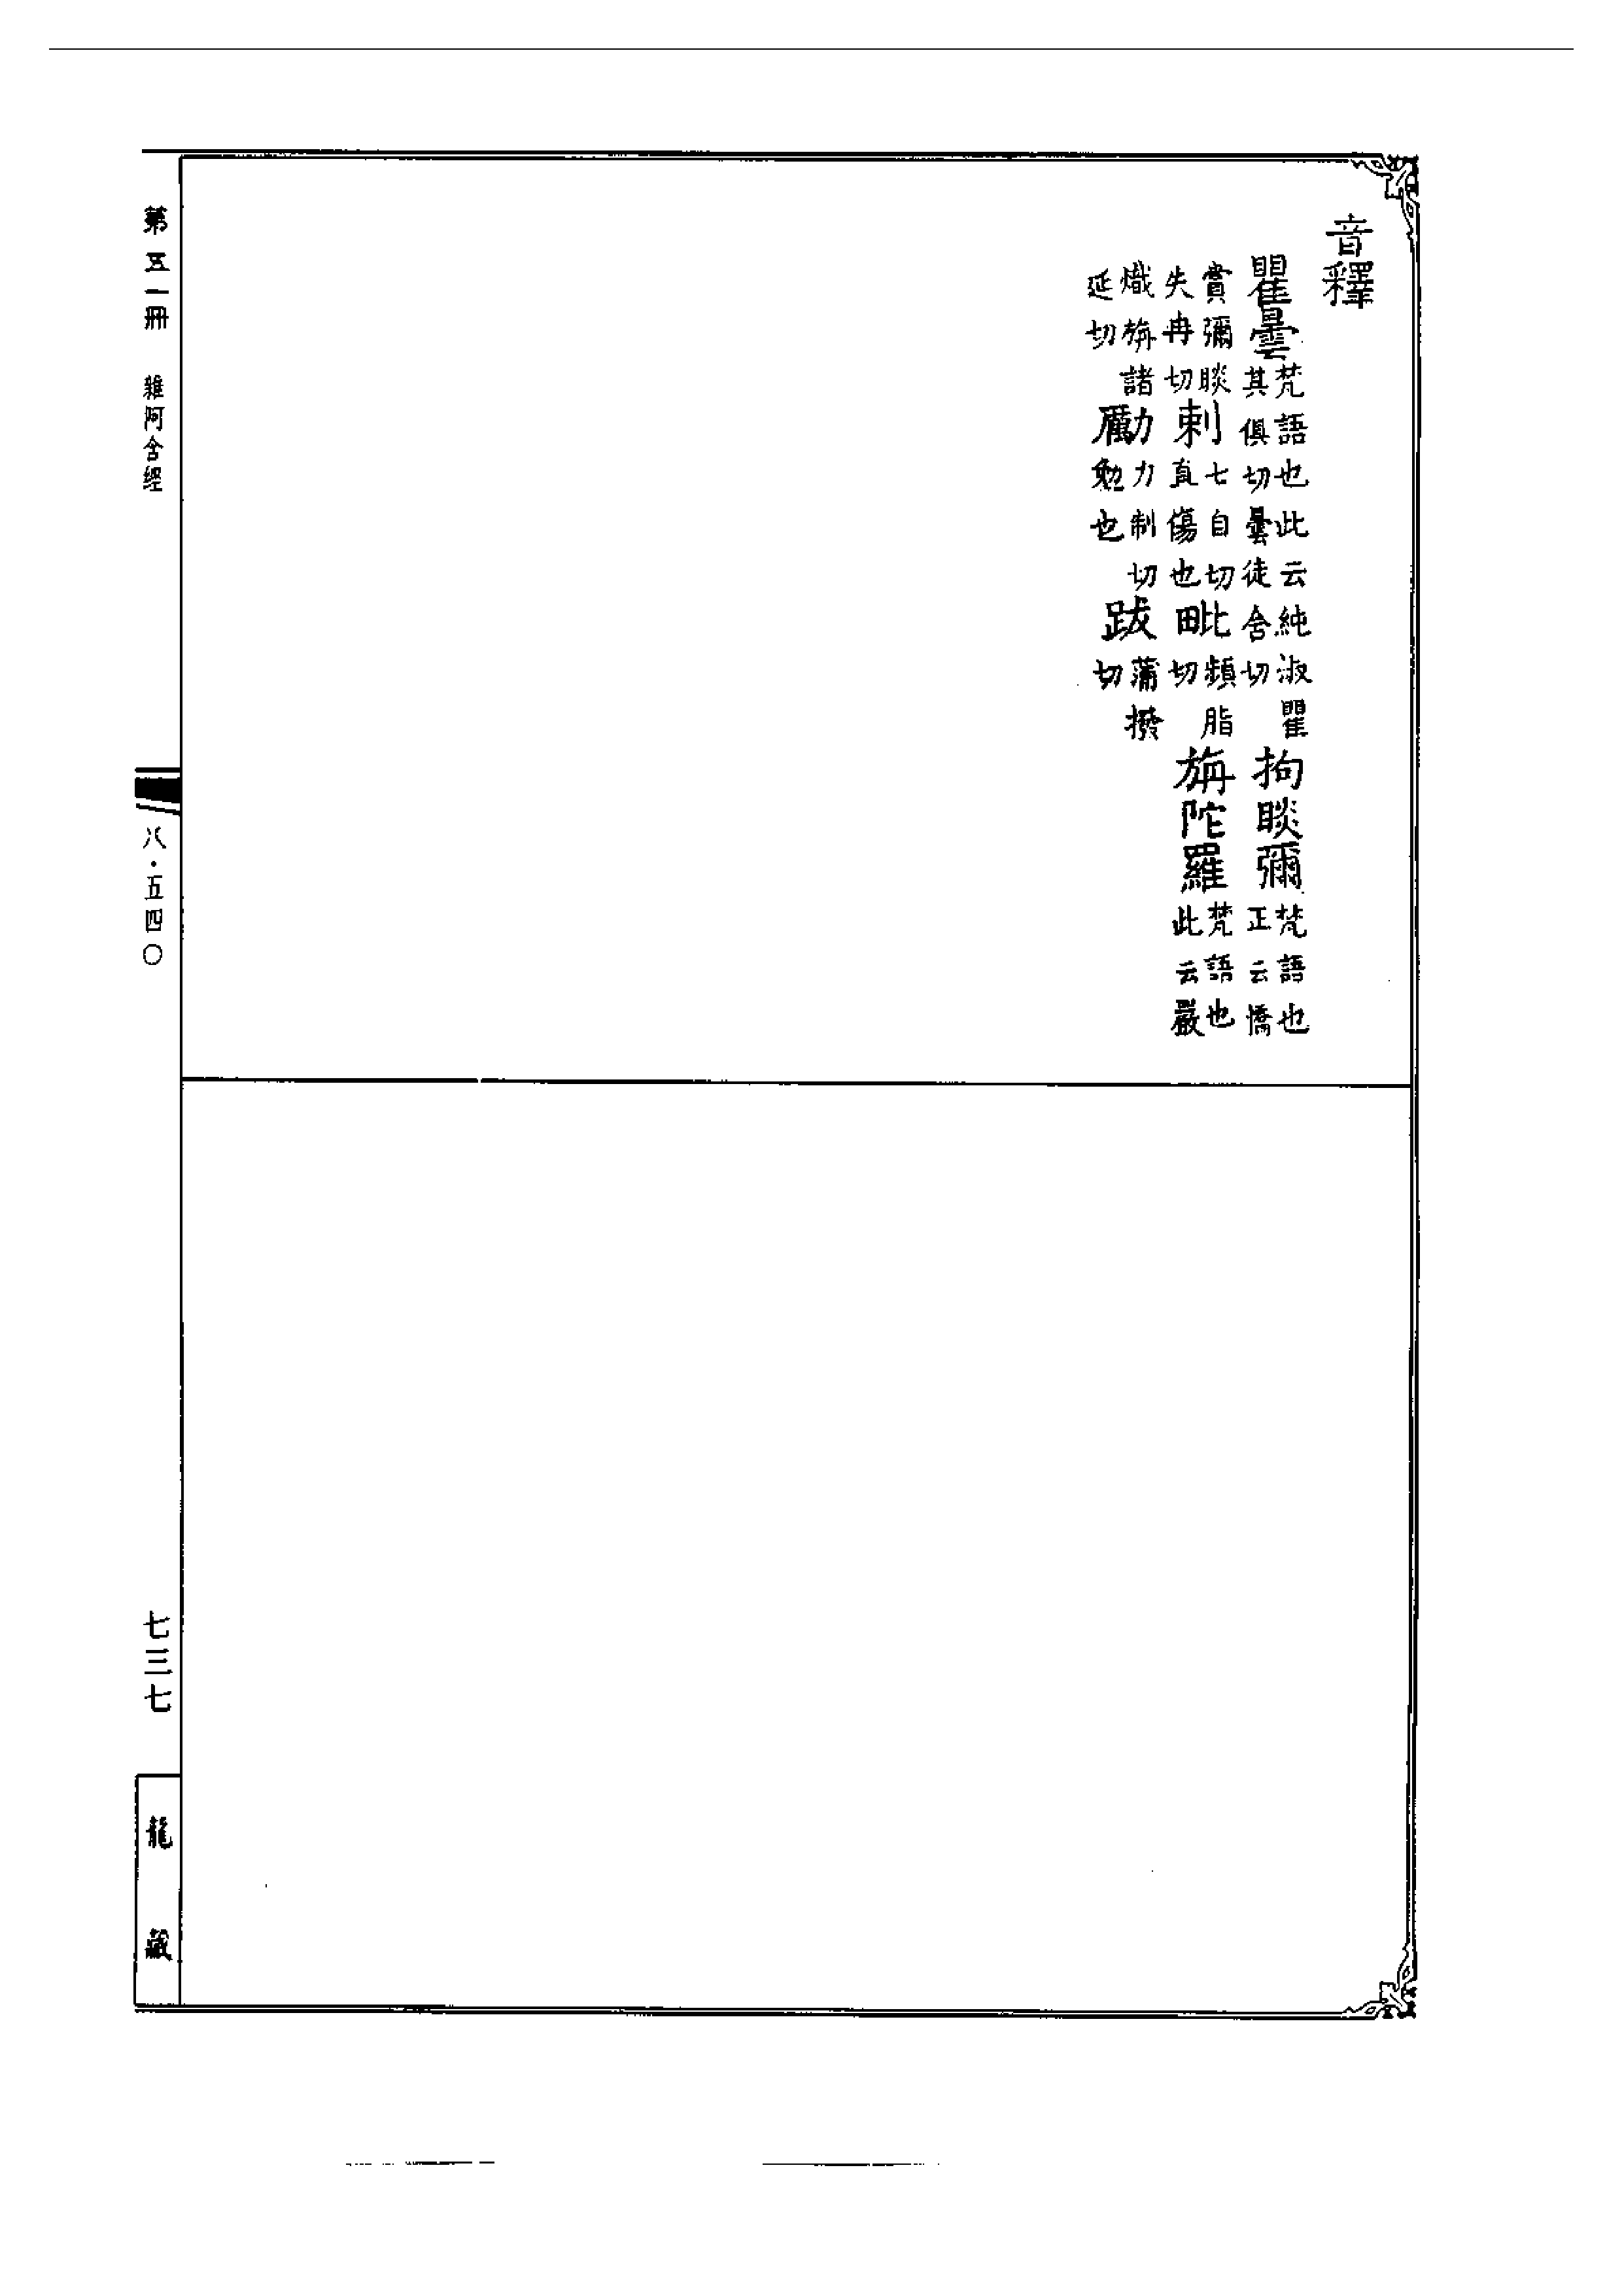 音釋
瞿曇梵語也此云純淑瞿其俱切曇徒含切拘睒彌梵語也正云憍
賞彌睒失冉切刺七自切直傷也毗頻脂切旃陀羅梵語也此云嚴
熾旃諸延切勵力制切勉也跋蒲撥切
第五一冊 雜阿含經
八·五四〇
七三七
龍藏